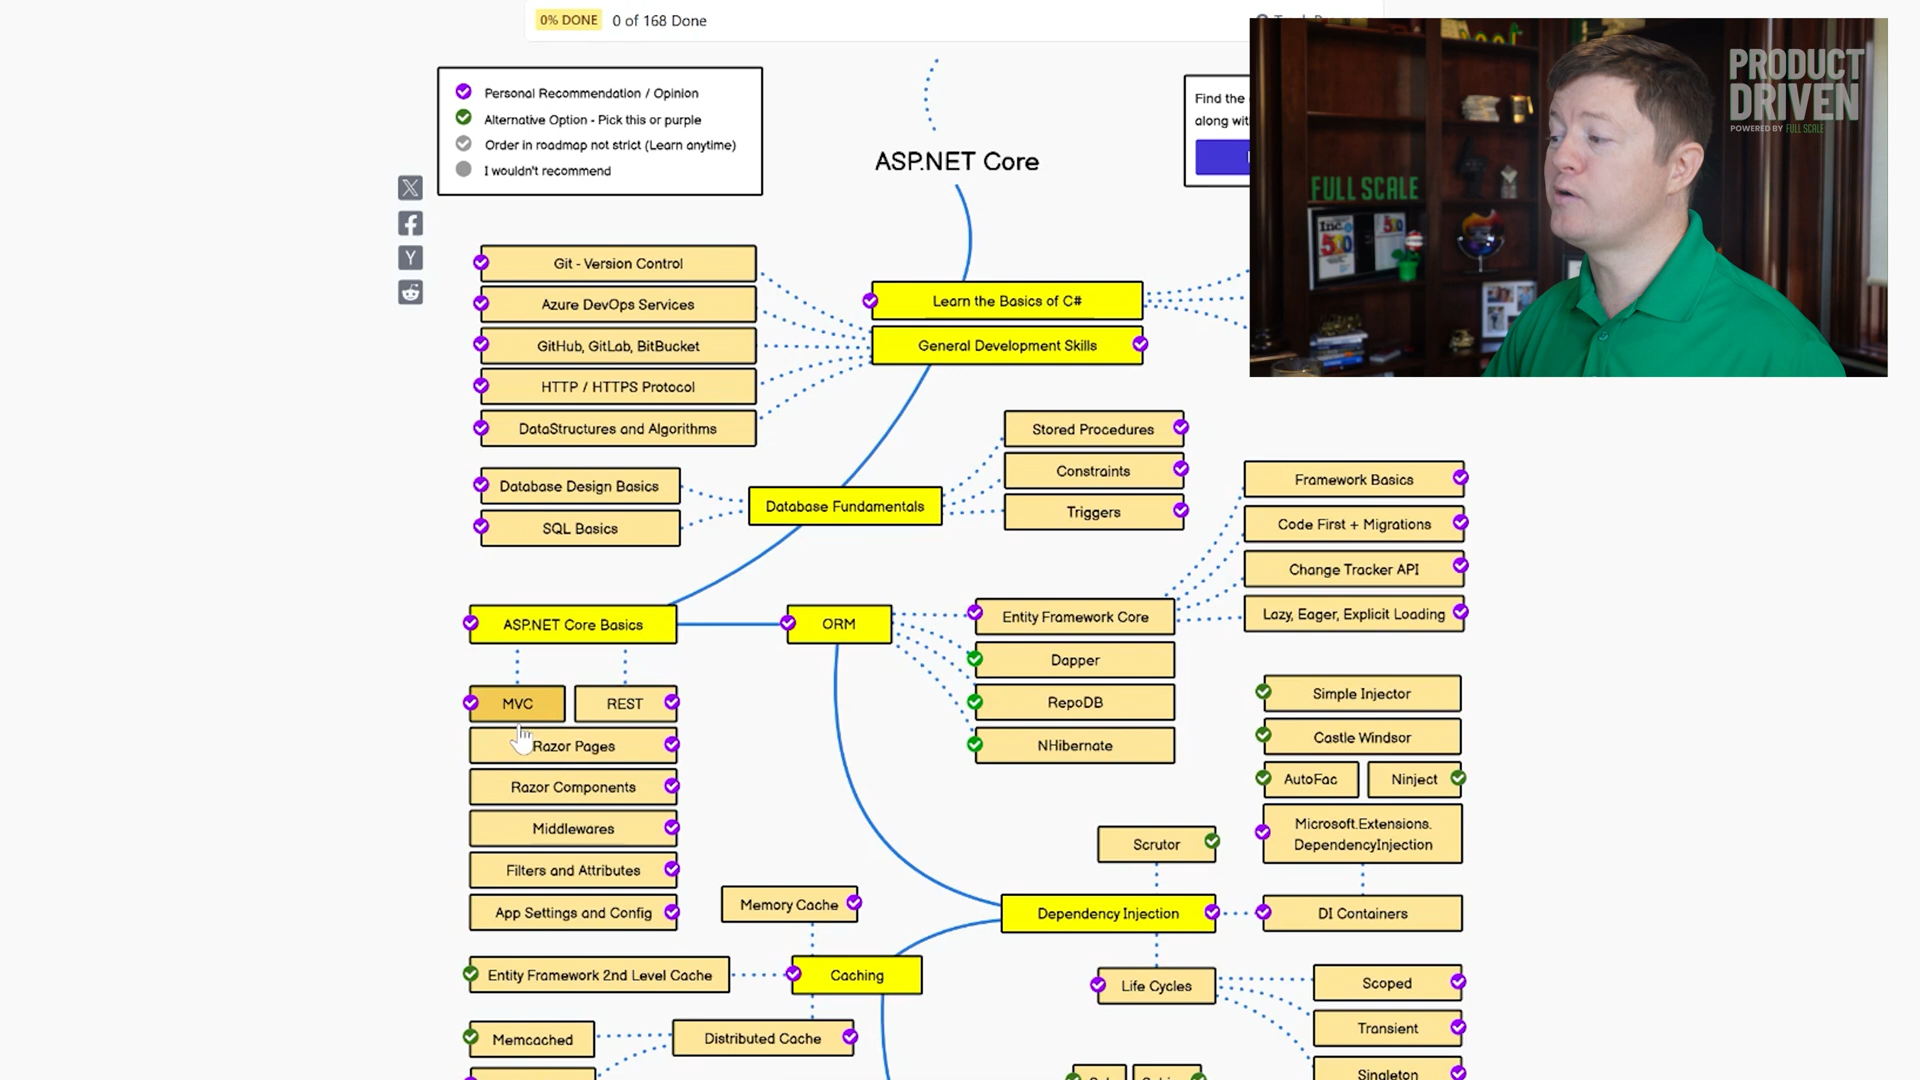 0% DONE
0 of 168 Done
Personal Recommendation / Opinion
Alternative Option - Pick this or purple
Order in roadmap not strict (Learn anytime)
I wouldn't recommend
Find the
along wit
PRODUCT
DRIVEN
POWERED BY FULL SCALE
FULL SCALE
Inc.
500
ASP.NET Core
Git - Version Control
Azure DevOps Services
GitHub, GitLab, BitBucket
HTTP / HTTPS Protocol
DataStructures and Algorithms
Learn the Basics of C#
General Development Skills
Stored Procedures
Constraints
Triggers
Database Design Basics
SQL Basics
Database Fundamentals
Framework Basics
Code First + Migrations
Change Tracker API
Lazy, Eager, Explicit Loading
ASP.NET Core Basics
ORM
Entity Framework Core
Dapper
RepoDB
NHibernate
MVC
REST
Razor Pages
Razor Components
Middlewares
Filters and Attributes
App Settings and Config
Simple Injector
Castle Windsor
AutoFac
Ninject
Microsoft.Extensions.
DependencyInjection
Scrutor
Memory Cache
Dependency Injection
DI Containers
Entity Framework 2nd Level Cache
Caching
Life Cycles
Scoped
Transient
Singleton
Memcached
Distributed Cache